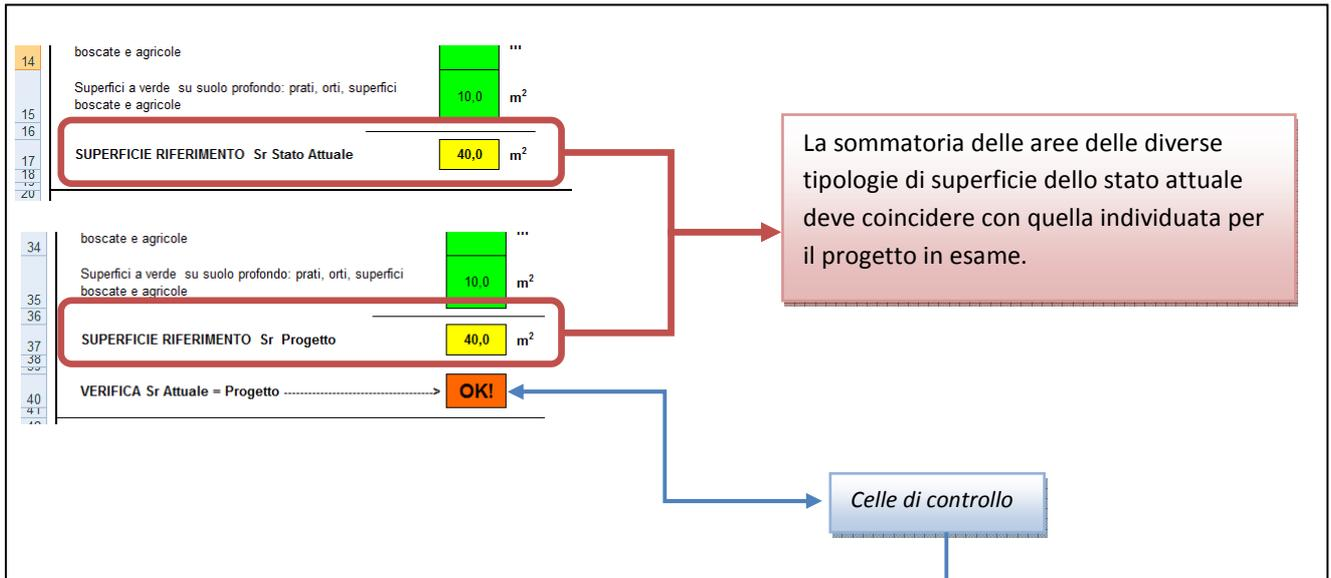 14
boscate e agricole
15
Superfici a verde su suolo profondo: prati, orti, superfici
boscate e agricole
10,0 m²
16
17
SUPERFICIE RIFERIMENTO Sr Stato Attuale 40,0 m²
18
20
La sommatoria delle aree delle diverse
tipologie di superficie dello stato attuale
deve coincidere con quella individuata per
il progetto in esame.
34
boscate e agricole
35
Superfici a verde su suolo profondo: prati, orti, superfici
boscate e agricole
10,0 m²
36
37
SUPERFICIE RIFERIMENTO Sr Progetto 40,0 m²
38
40
VERIFICA Sr Attuale = Progetto -------------------------------------> OK!
41
Celle di controllo